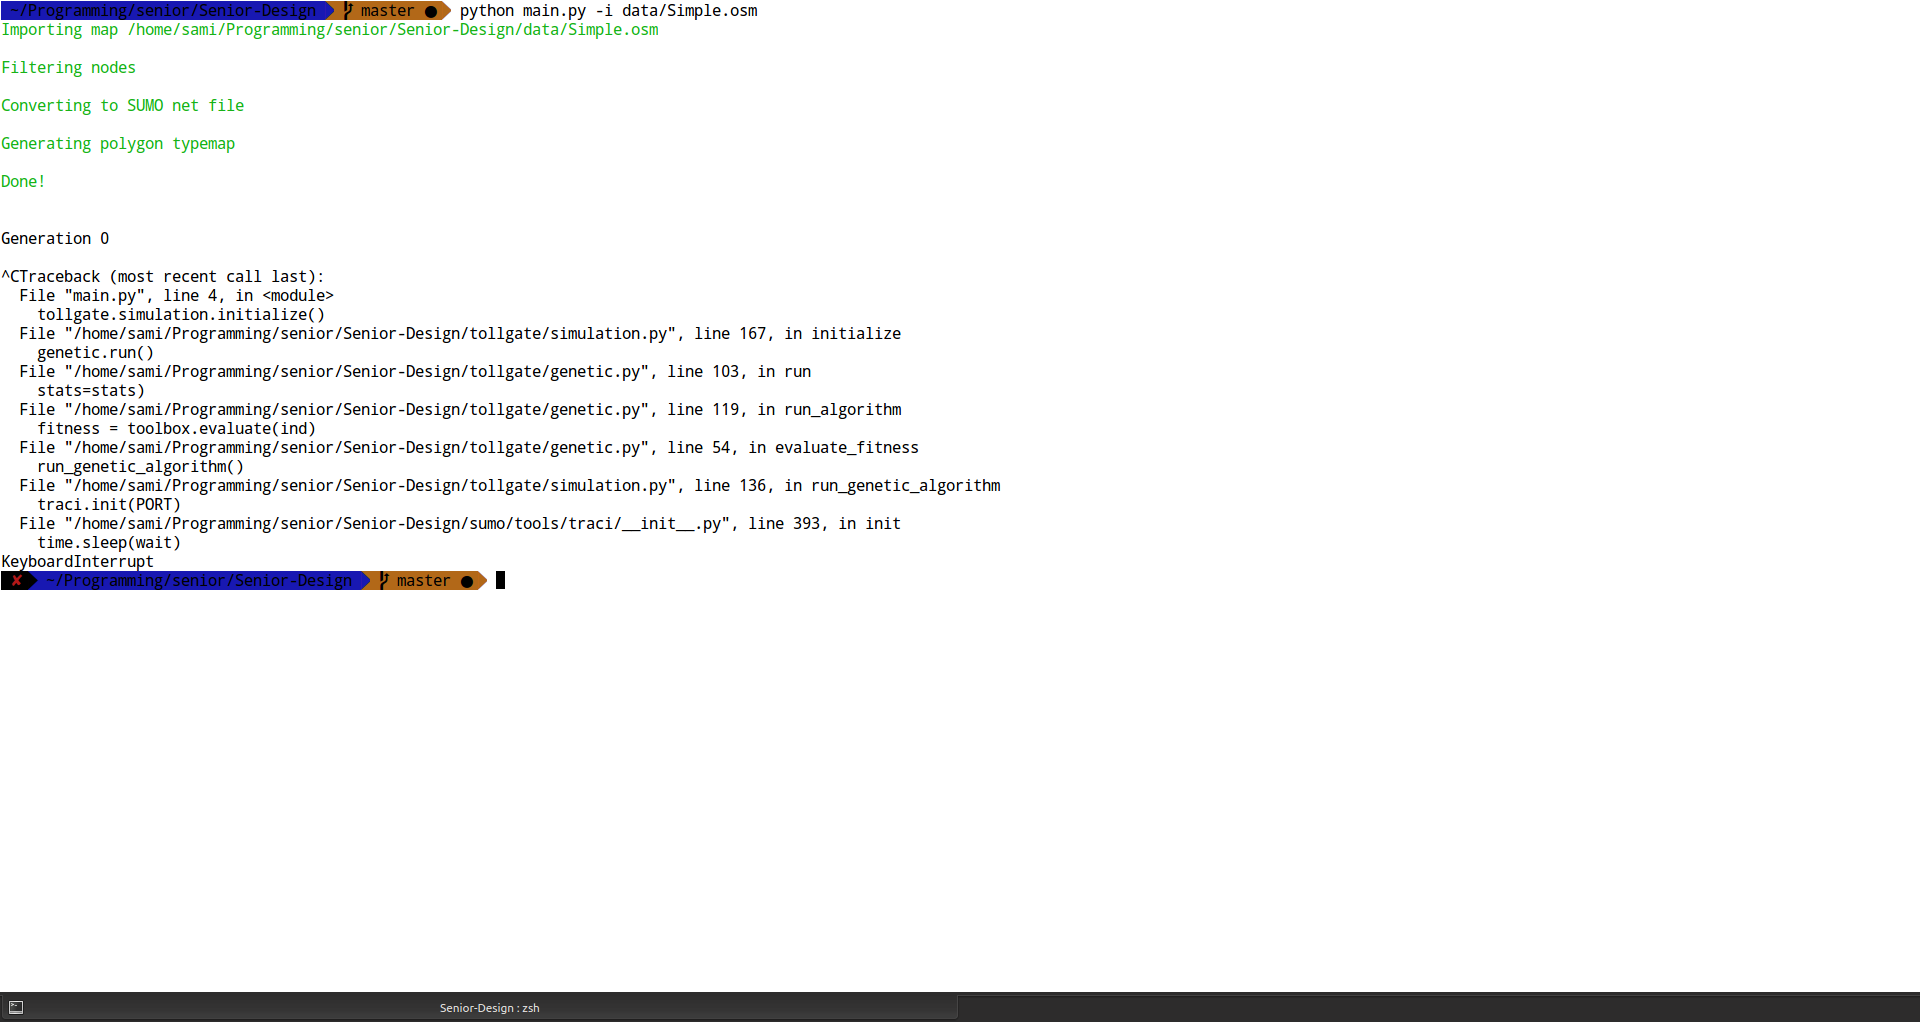 ~/Programming/senior/Senior-Design master ● python main.py -i data/Simple.osm
Importing map /home/sami/Programming/senior/Senior-Design/data/Simple.osm
Filtering nodes
Converting to SUMO net file
Generating polygon typemap
Done!
Generation 0
^CTraceback (most recent call last):
  File "main.py", line 4, in <module>
    tollgate.simulation.initialize()
  File "/home/sami/Programming/senior/Senior-Design/tollgate/simulation.py", line 167, in initialize
    genetic.run()
  File "/home/sami/Programming/senior/Senior-Design/tollgate/genetic.py", line 103, in run
    stats=stats)
  File "/home/sami/Programming/senior/Senior-Design/tollgate/genetic.py", line 119, in run_algorithm
    fitness = toolbox.evaluate(ind)
  File "/home/sami/Programming/senior/Senior-Design/tollgate/genetic.py", line 54, in evaluate_fitness
    run_genetic_algorithm()
  File "/home/sami/Programming/senior/Senior-Design/tollgate/simulation.py", line 136, in run_genetic_algorithm
    traci.init(PORT)
  File "/home/sami/Programming/senior/Senior-Design/sumo/tools/traci/__init__.py", line 393, in init
    time.sleep(wait)
KeyboardInterrupt
✘ ~/Programming/senior/Senior-Design master ●
Senior-Design : zsh